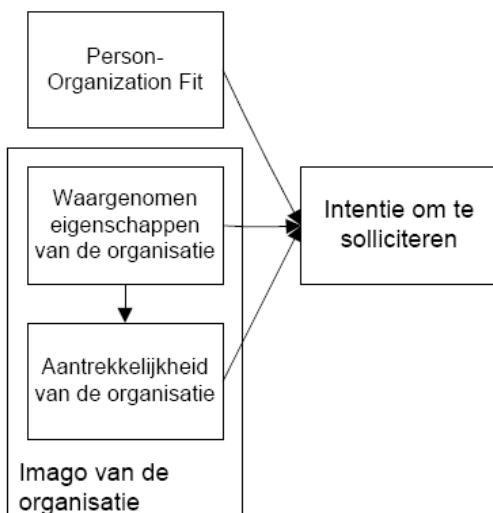 Person-
Organization Fit
Waargenomen
eigenschappen
van de organisatie
Intentie om te
solliciteren
Aantrekkelijkheid
van de organisatie
Imago van de
organisatie